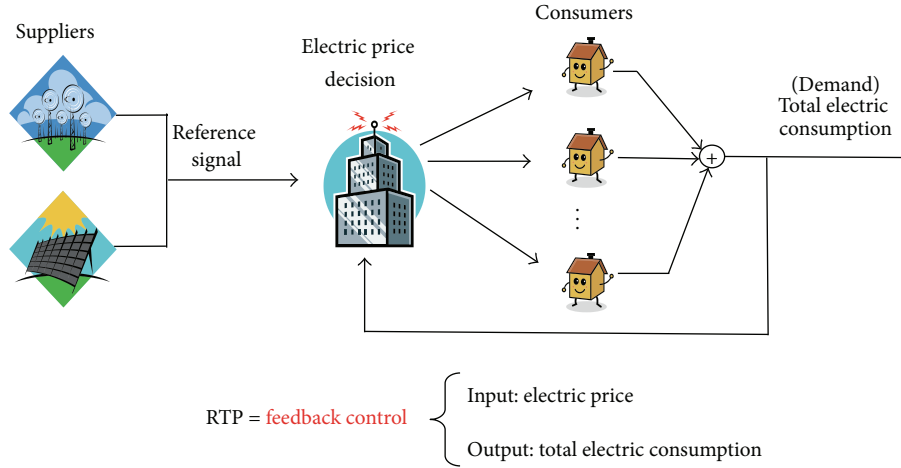 Suppliers
Reference
signal
Electric price
decision
Consumers
+
(Demand)
Total electric
consumption
RTP = feedback control
Input: electric price
Output: total electric consumption